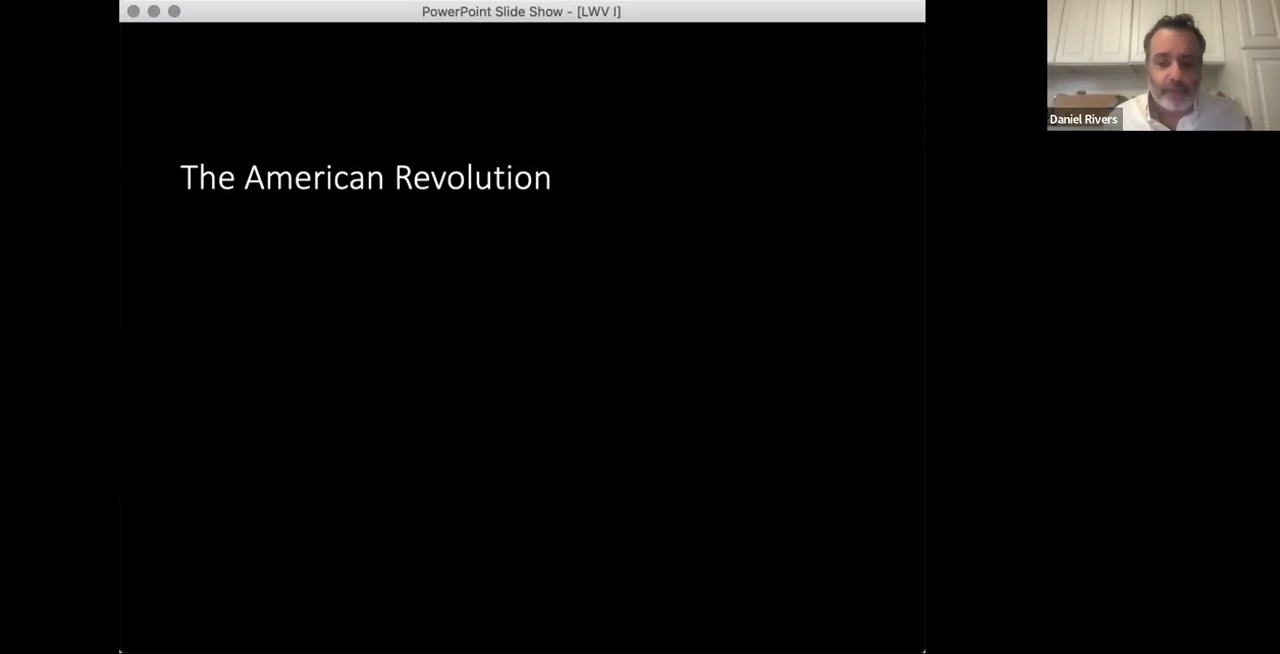 PowerPoint Slide Show - [LWV I]
The American Revolution
Daniel Rivers